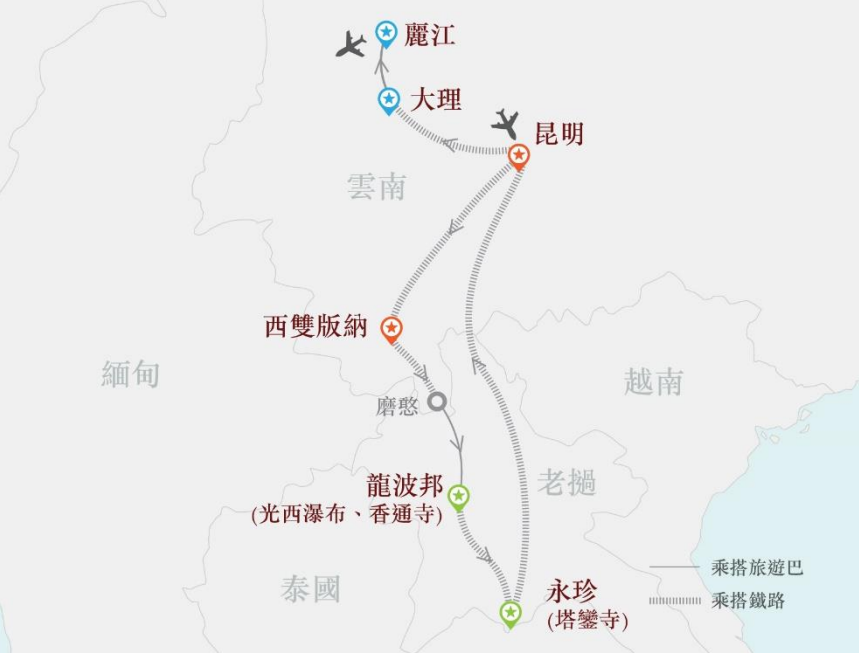 麗江
大理
昆明
雲南
西雙版納
緬甸
越南
磨憨
龍波邦
(光西瀑布、香通寺)
老撾
泰國
永珍
(塔鑾寺)
乘搭旅遊巴
乘搭鐵路